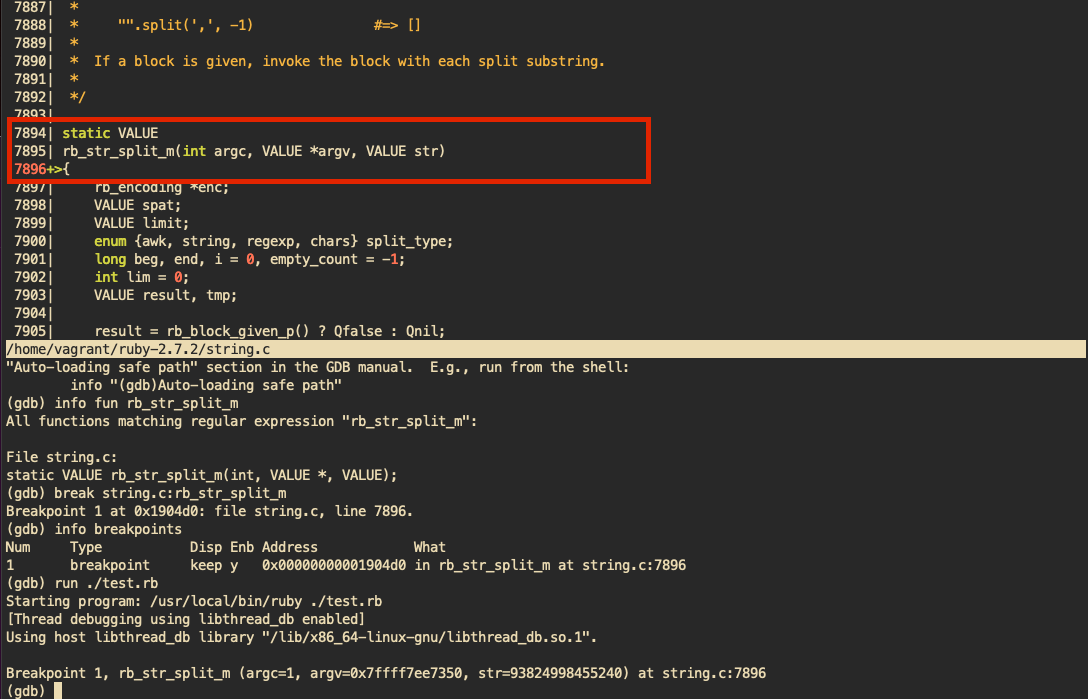 7887|  *
7888|  *     "".split(',', -1)               #=> []
7889|  *
7890|  *  If a block is given, invoke the block with each split substring.
7891|  *
7892|  */
7893|
7894| static VALUE
7895| rb_str_split_m(int argc, VALUE *argv, VALUE str)
7896+>{
7897|     rb_encoding *enc;
7898|     VALUE spat;
7899|     VALUE limit;
7900|     enum {awk, string, regexp, chars} split_type;
7901|     long beg, end, i = 0, empty_count = -1;
7902|     int lim = 0;
7903|     VALUE result, tmp;
7904|
7905|     result = rb_block_given_p() ? Qfalse : Qnil;
/home/vagrant/ruby-2.7.2/string.c
"Auto-loading safe path" section in the GDB manual.  E.g., run from the shell:
        info "(gdb)Auto-loading safe path"
(gdb) info fun rb_str_split_m
All functions matching regular expression "rb_str_split_m":

File string.c:
static VALUE rb_str_split_m(int, VALUE *, VALUE);
(gdb) break string.c:rb_str_split_m
Breakpoint 1 at 0x1904d0: file string.c, line 7896.
(gdb) info breakpoints
Num     Type           Disp Enb Address            What
1       breakpoint     keep y   0x00000000001904d0 in rb_str_split_m at string.c:7896
(gdb) run ./test.rb
Starting program: /usr/local/bin/ruby ./test.rb
[Thread debugging using libthread_db enabled]
Using host libthread_db library "/lib/x86_64-linux-gnu/libthread_db.so.1".

Breakpoint 1, rb_str_split_m (argc=1, argv=0x7ffff7ee7350, str=93824998455240) at string.c:7896
(gdb)